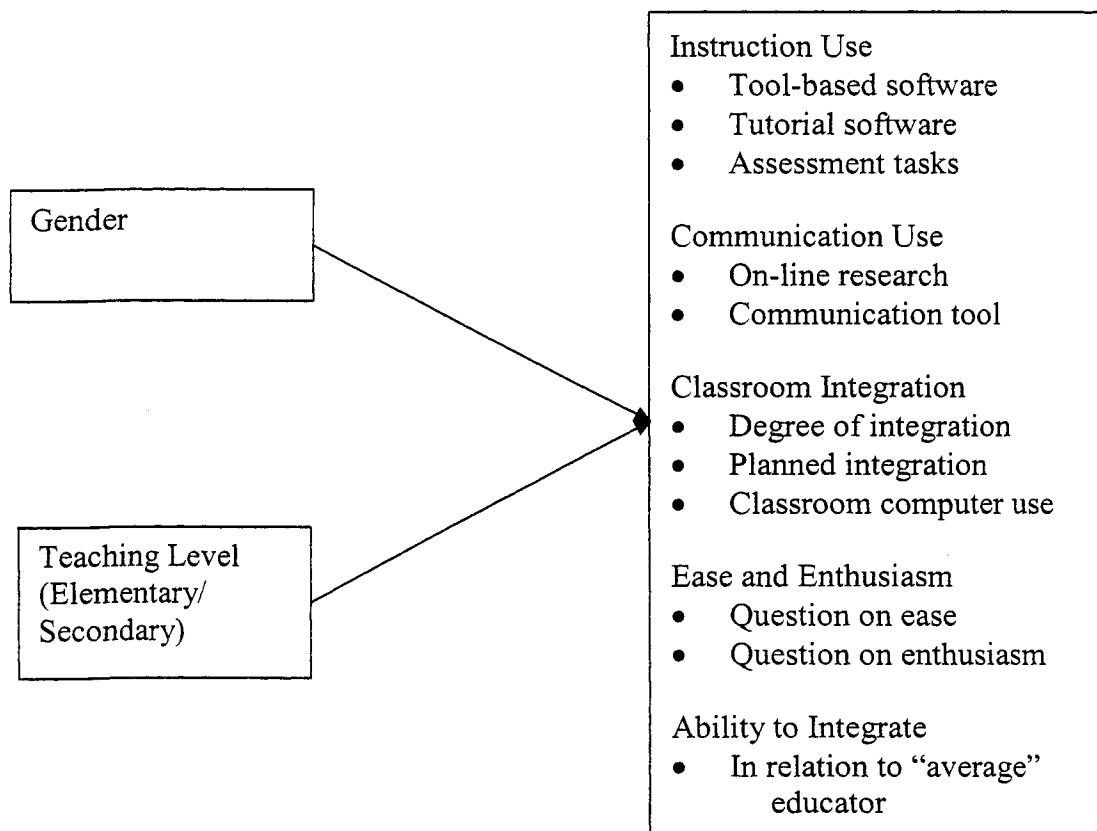 Gender
Teaching Level
(Elementary/
Secondary)
Instruction Use
• Tool-based software
• Tutorial software
• Assessment tasks
Communication Use
• On-line research
• Communication tool
Classroom Integration
• Degree of integration
• Planned integration
• Classroom computer use
Ease and Enthusiasm
• Question on ease
• Question on enthusiasm
Ability to Integrate
• In relation to “average”
educator